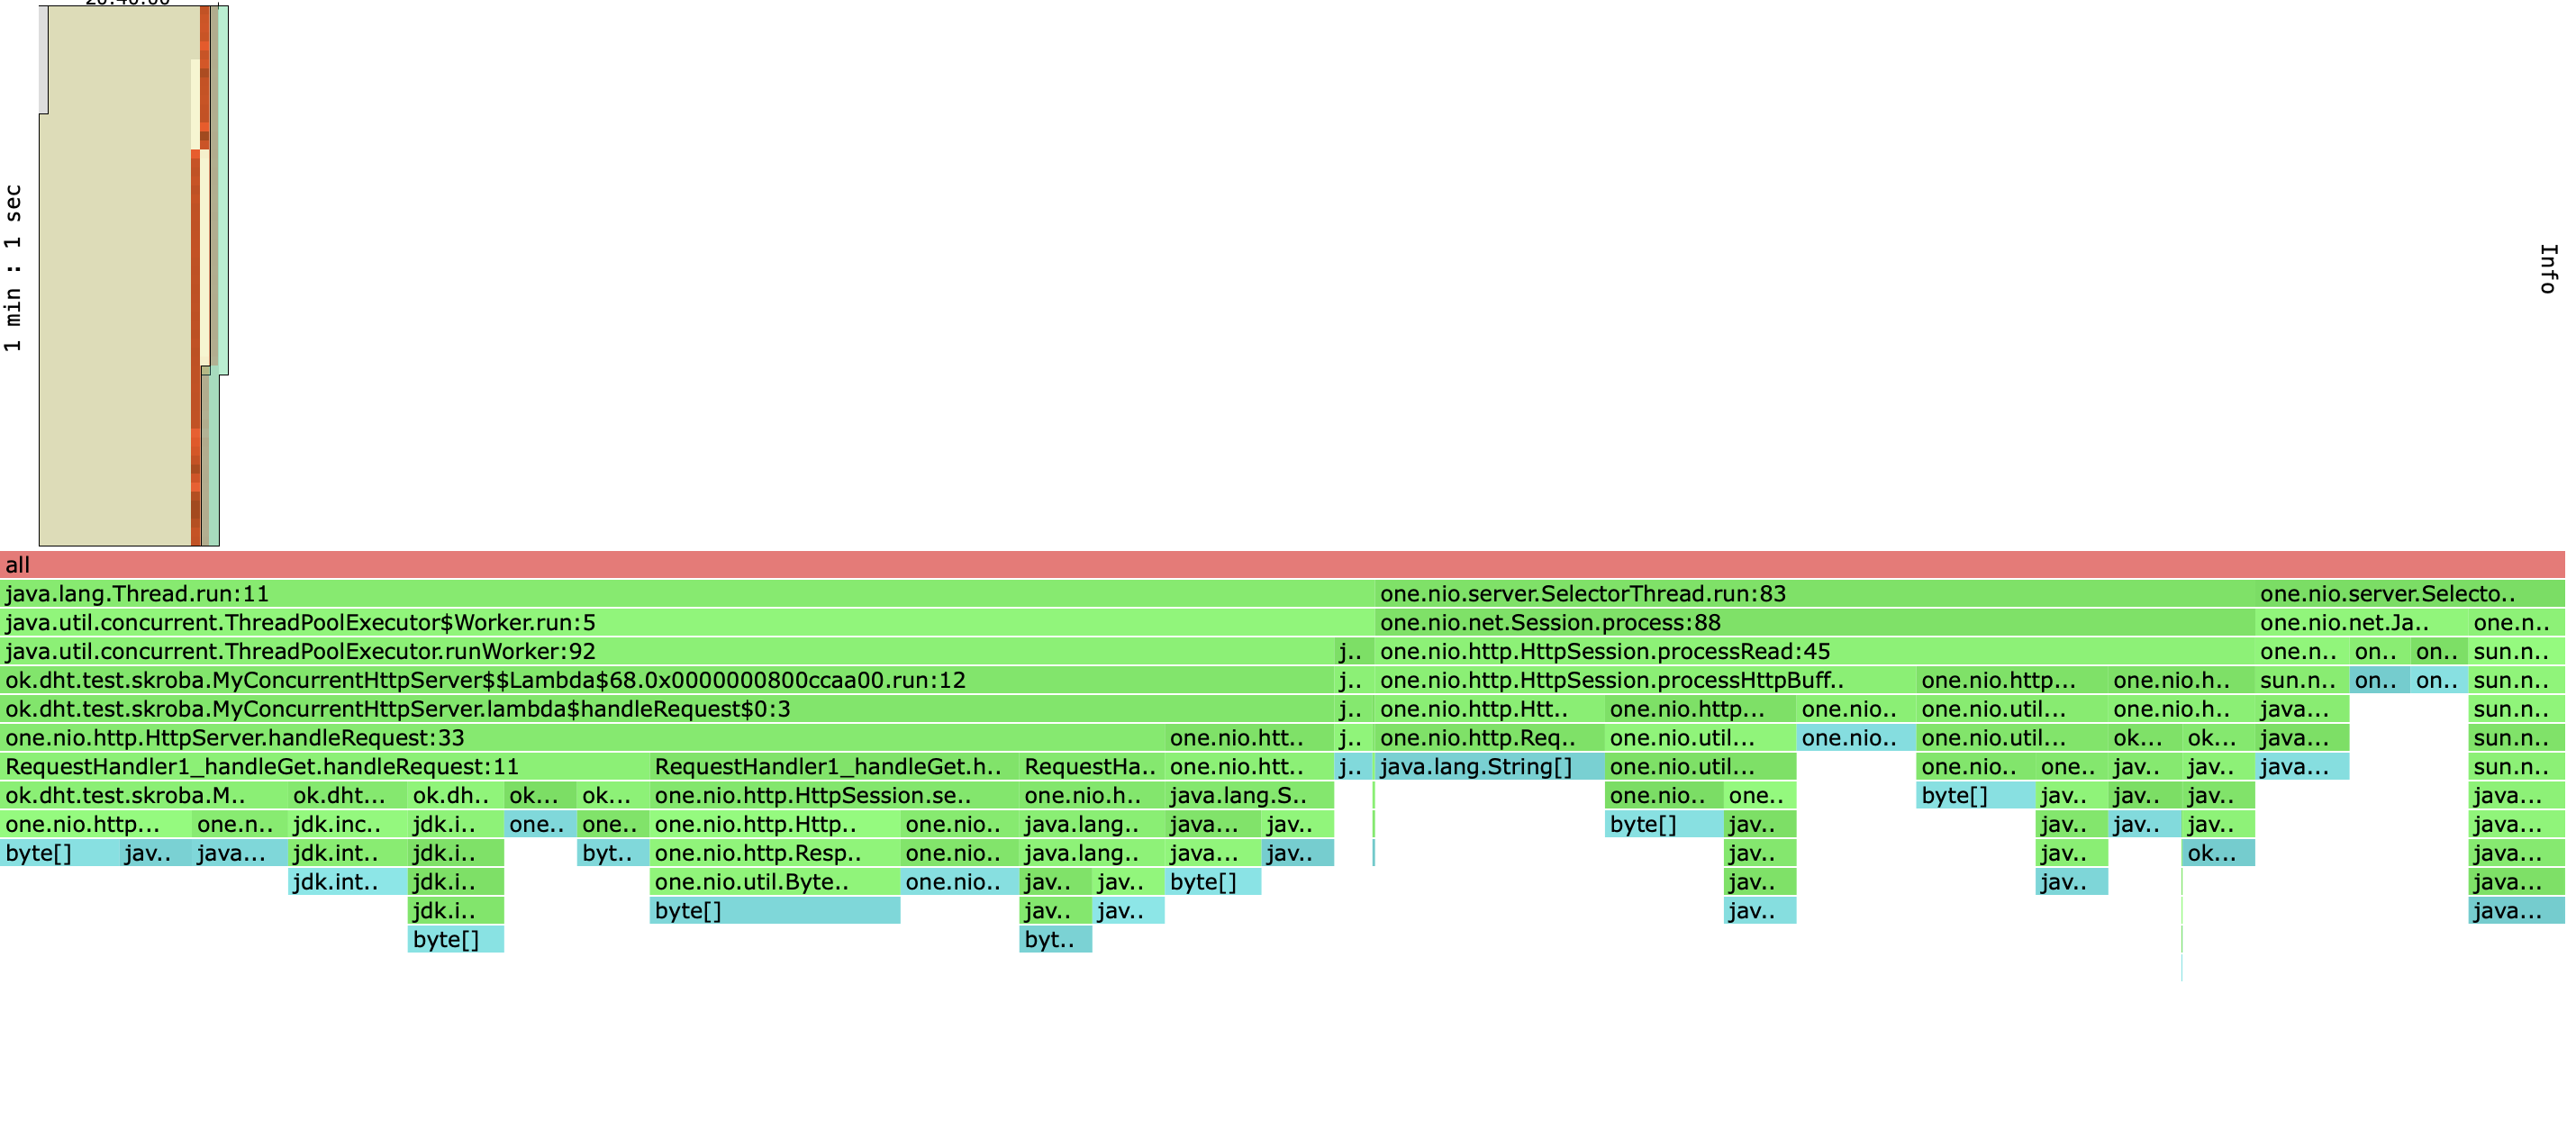 1 min : 1 sec
Info
all
java.lang.Thread.run:11 one.nio.server.SelectorThread.run:83 one.nio.server.Selecto..
java.util.concurrent.ThreadPoolExecutor$Worker.run:5 one.nio.net.Session.process:88 one.nio.net.Ja.. one.n..
java.util.concurrent.ThreadPoolExecutor.runWorker:92 j.. one.nio.http.HttpSession.processRead:45 one.n.. on.. on.. sun.n..
ok.dht.test.skroba.MyConcurrentHttpServer$$Lambda$68.0x0000000800ccaa00.run:12 j.. one.nio.http.HttpSession.processHttpBuff.. one.nio.http... one.nio.h.. sun.n.. on.. on.. sun.n..
ok.dht.test.skroba.MyConcurrentHttpServer.lambda$handleRequest$0:3 j.. one.nio.http.Htt.. one.nio.http... one.nio.. one.nio.util... one.nio.h.. java... sun.n..
one.nio.http.HttpServer.handleRequest:33 one.nio.htt.. j.. one.nio.http.Req.. one.nio.util... one.nio.. one.nio.util... ok... ok... java... sun.n..
RequestHandler1_handleGet.handleRequest:11 RequestHandler1_handleGet.h.. RequestHa.. one.nio.htt.. j.. java.lang.String[] one.nio.util... one.nio.. one.. jav.. jav.. java... sun.n..
ok.dht.test.skroba.M.. ok.dht... ok.dh.. ok... ok... one.nio.http.HttpSession.se.. one.nio.h.. java.lang.S.. one.nio.. one.. byte[] jav.. jav.. jav.. java...
one.nio.http... one.n.. jdk.inc.. jdk.i.. one.. one.. one.nio.http.Http.. one.nio.. java.lang.. java... jav.. byte[] jav.. jav.. jav.. jav.. java...
byte[] jav.. java... jdk.int.. jdk.i.. byt.. one.nio.http.Resp.. one.nio.. java.lang.. java... jav.. jav.. jav.. ok... java...
jdk.int.. jdk.i.. one.nio.util.Byte.. one.nio.. jav.. jav.. byte[] jav.. jav.. java...
jdk.i.. byte[] jav.. jav.. jav.. java...
byte[] byt..